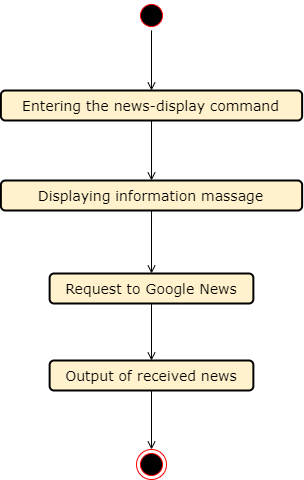 Entering the news-display command
Displaying information massage
Request to Google News
Output of received news